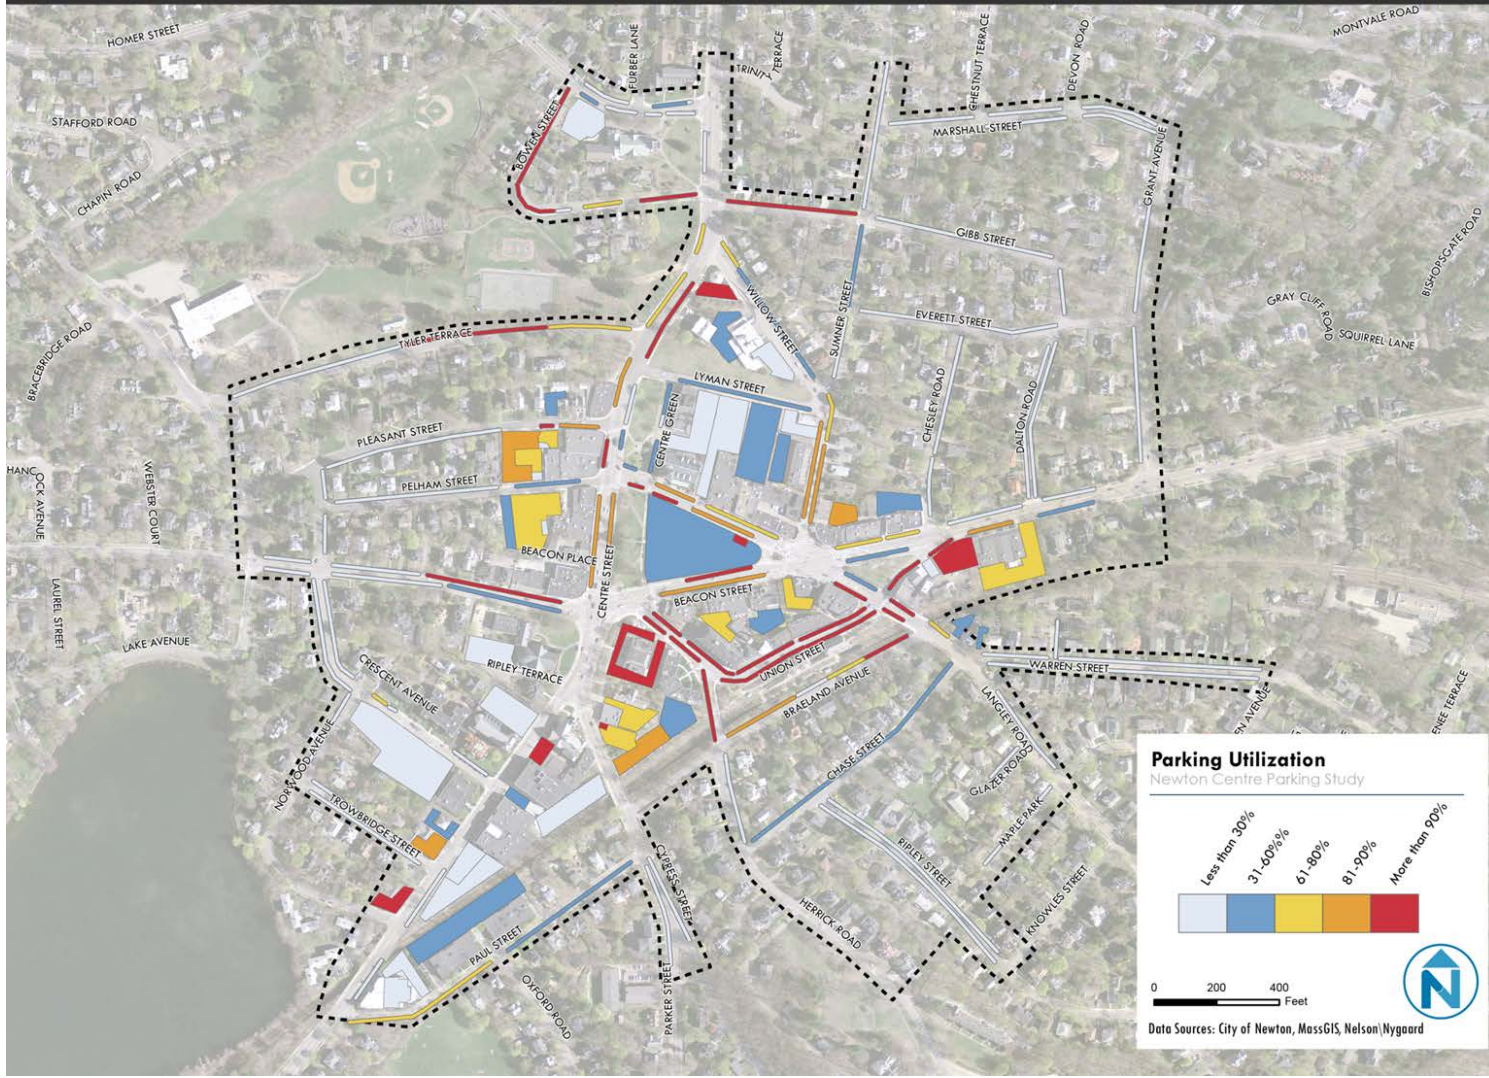 HOMER STREET
FURBER LANE
TRINITY TERRACE
CHESTNUT TERRACE
DEVON ROAD
MONTVALE ROAD
STAFFORD ROAD
BOWEN STREET
MARSHALL STREET
GRANT AVENUE
CHAPIN ROAD
GIBB STREET
BISHOPSGATE ROAD
WILLOW STREET
SUMNER STREET
EVERETT STREET
GRAY CLIFF ROAD
SQUIRREL LANE
BRACEBRIDGE ROAD
TYLER TERRACE
LYMAN STREET
CENTRE GREEN
CHESLEY ROAD
DALTON ROAD
PLEASANT STREET
PELHAM STREET
HANCOCK AVENUE
WEBSTER COURT
BEACON PLACE
CENTRE STREET
BEACON STREET
LAUREL STREET
LAKE AVENUE
CRESCENT AVENUE
RIPLEY TERRACE
UNION STREET
BRAELAND AVENUE
WARREN STREET
LANGLEY ROAD
EN AVENUE
ENEE TERRACE
NORWOOD AVENUE
CHASE STREET
GLAZER ROAD
MAPLE PARK
TROWBRIDGE STREET
RIPLEY STREET
CYPRESS STREET
KNOWLES STREET
HERRICK ROAD
PAUL STREET
OXFORD ROAD
PARKER STREET
Parking Utilization
Newton Centre Parking Study
Less than 30%
31-60%%
61-80%
81-90%
More than 90%
N
0 200 400
Feet
Data Sources: City of Newton, MassGIS, Nelson\Nygaard